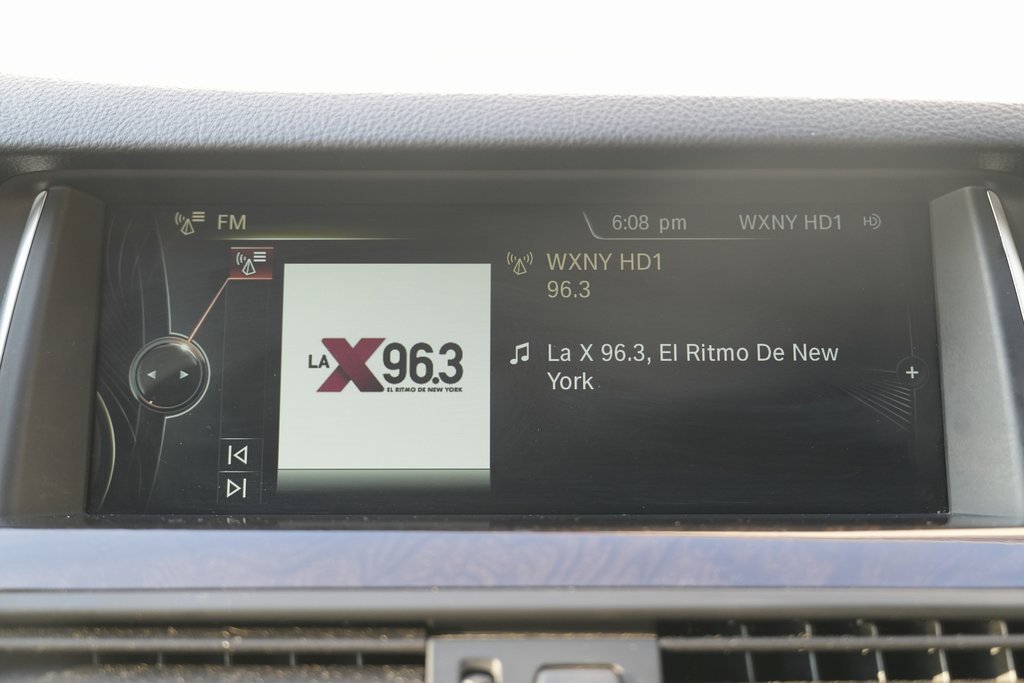 FM
6:08 pm
WXNY HD1
HD
WXNY HD1
96.3
LA X 96.3
EL RITMO DE NEW YORK
La X 96.3, El Ritmo De New
York
+